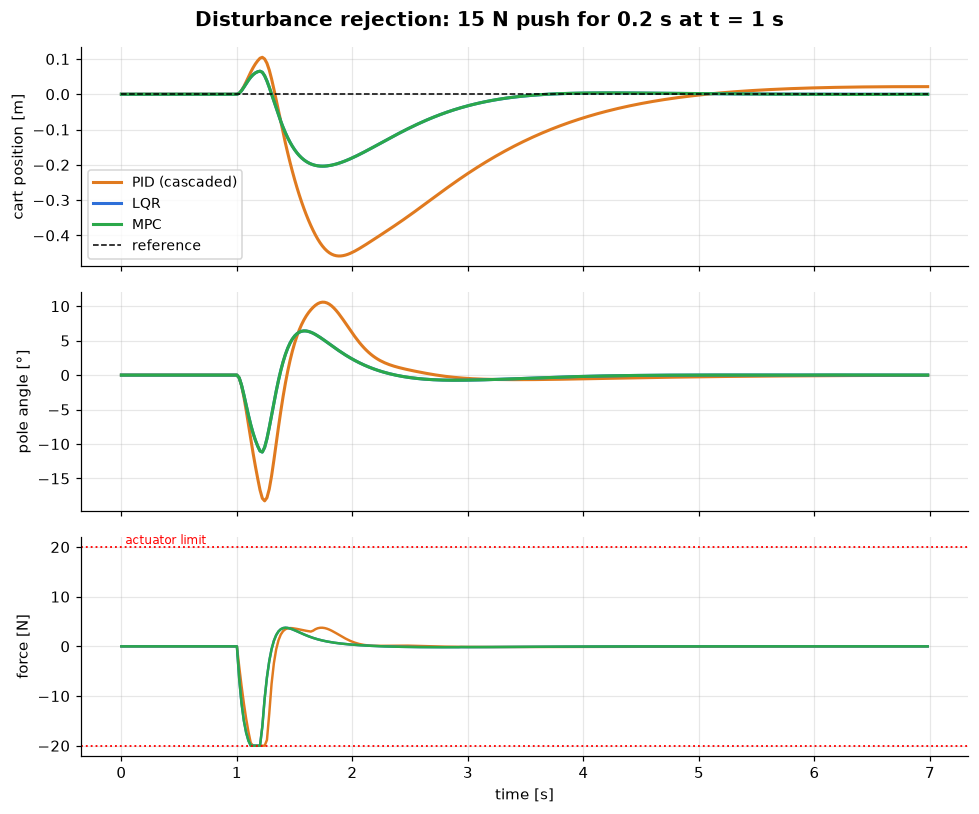 Disturbance rejection: 15 N push for 0.2 s at t = 1 s
cart position [m]
0.1
0.0
−0.1
−0.2
−0.3
−0.4
PID (cascaded)
LQR
MPC
reference
pole angle [°]
10
5
0
−5
−10
−15
force [N]
actuator limit
20
10
0
−10
−20
0 1 2 3 4 5 6 7
time [s]